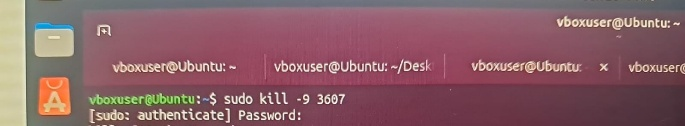 vboxuser@Ubuntu: ~
vboxuser@Ubuntu: ~ vboxuser@Ubuntu: ~/Desk vboxuser@Ubuntu: × vboxuser@
vboxuser@Ubuntu:~$ sudo kill -9 3607
[sudo: authenticate] Password: